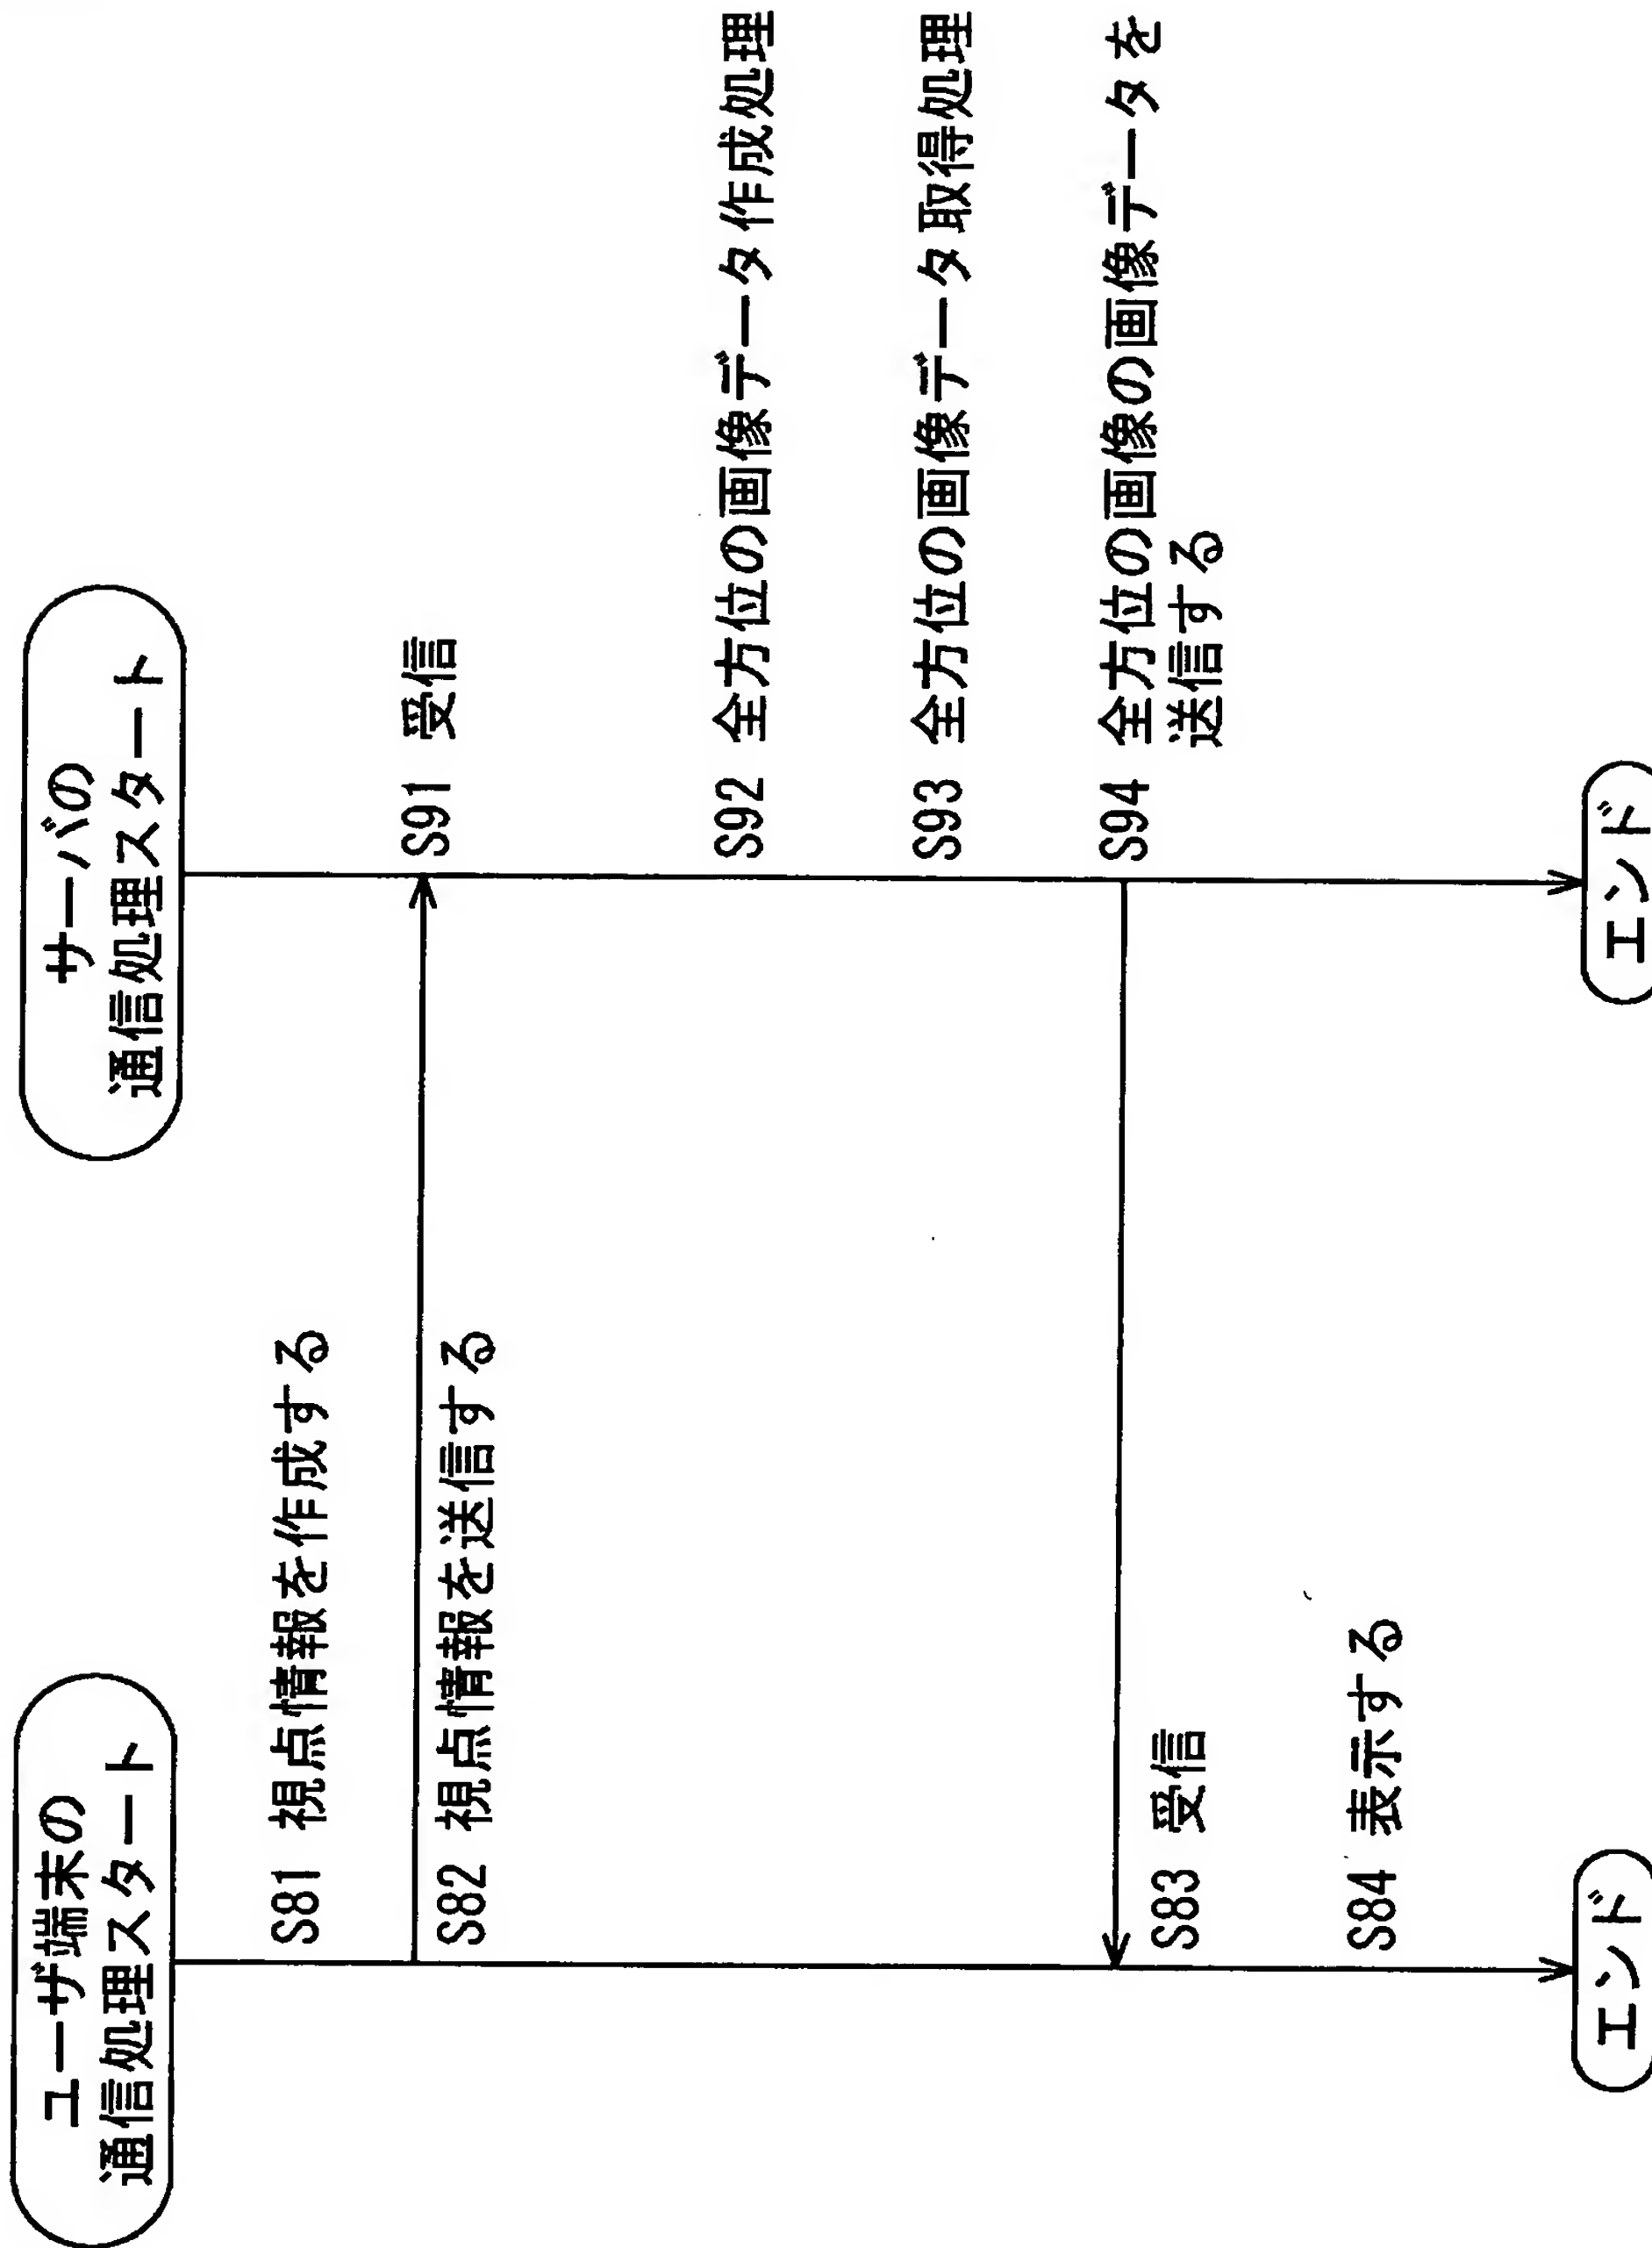 ユーザ端末の
通信処理スタート
S81 視点情報を作成する
S82 視点情報を送信する
S83 受信
S84 表示する
エンド
サーバの
通信処理スタート
S91 受信
S92 全方位の画像データ作成処理
S93 全方位の画像データ取得処理
S94 全方位の画像の画像データを
送信する
エンド